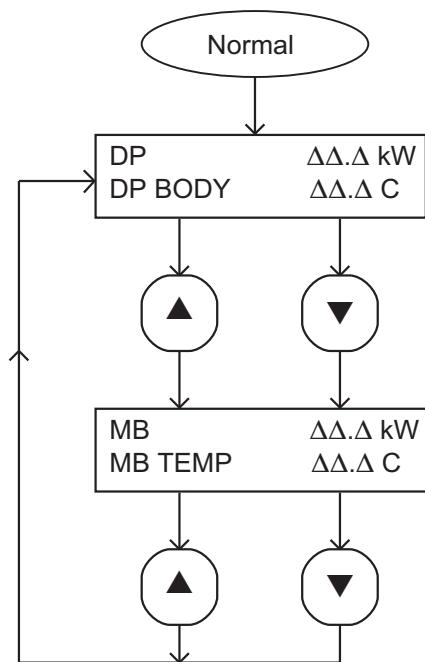 Normal
DP ΔΔ.Δ kW
DP BODY ΔΔ.Δ C
▲ ▼
MB ΔΔ.Δ kW
MB TEMP ΔΔ.Δ C
▲ ▼